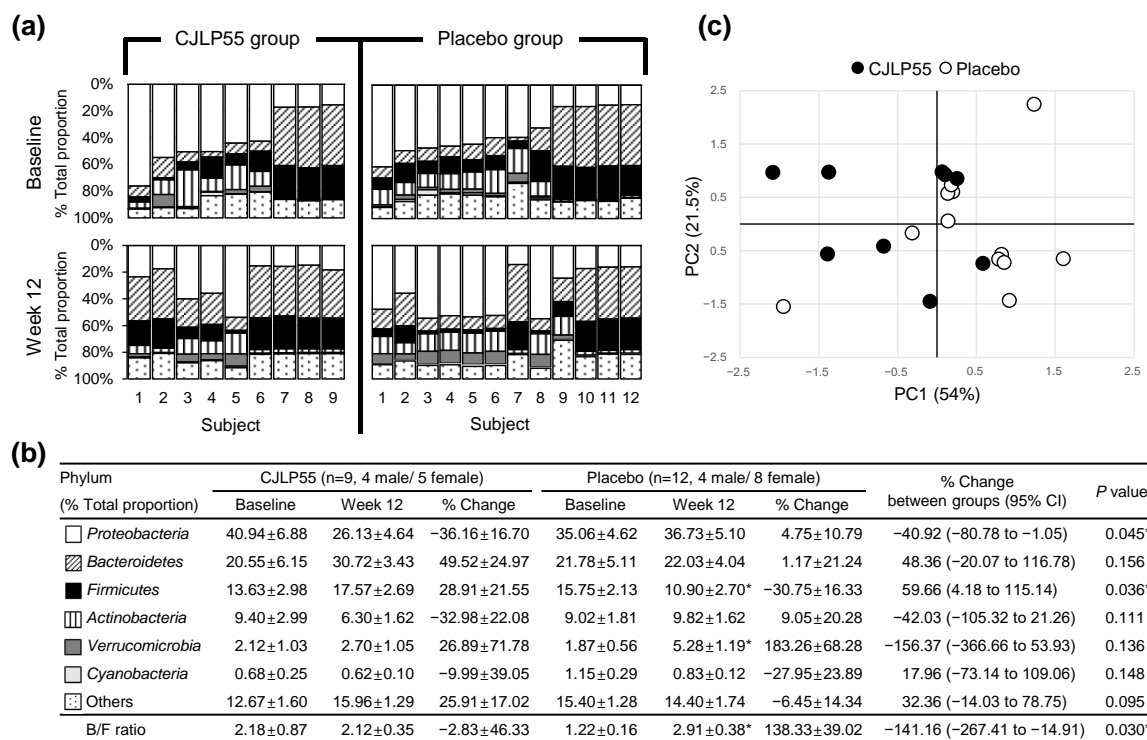 (a)
CJLP55 group
Placebo group
Baseline
% Total proportion
0%
20%
40%
60%
80%
100%
Week 12
% Total proportion
0%
20%
40%
60%
80%
100%
1 2 3 4 5 6 7 8 9
1 2 3 4 5 6 7 8 9 10 11 12
Subject
Subject
(c)
CJLP55 Placebo
PC2 (21.5%)
2.5
1.5
0.5
0.5
−1.5
−2.5
−2.5 −1.5 0.5 0.5 1.5 2.5
PC1 (54%)
(b)
Phylum CJLP55 (n=9, 4 male/ 5 female) Placebo (n=12, 4 male/ 8 female) % Change between groups (95% CI) P value
(% Total proportion) Baseline Week 12 % Change Baseline Week 12 % Change
Proteobacteria 40.94±6.88 26.13±4.64 −36.16±16.70 35.06±4.62 36.73±5.10 4.75±10.79 −40.92 (−80.78 to −1.05) 0.045*
Bacteroidetes 20.55±6.15 30.72±3.43 49.52±24.97 21.78±5.11 22.03±4.04 1.17±21.24 48.36 (−20.07 to 116.78) 0.156
Firmicutes 13.63±2.98 17.57±2.69 28.91±21.55 15.75±2.13 10.90±2.70* −30.75±16.33 59.66 (4.18 to 115.14) 0.036*
Actinobacteria 9.40±2.99 6.30±1.62 −32.98±22.08 9.02±1.81 9.82±1.62 9.05±20.28 −42.03 (−105.32 to 21.26) 0.111
Verrucomicrobia 2.12±1.03 2.70±1.05 26.89±71.78 1.87±0.56 5.28±1.19* 183.26±68.28 −156.37 (−366.66 to 53.93) 0.136
Cyanobacteria 0.68±0.25 0.62±0.10 −9.99±39.05 1.15±0.29 0.83±0.12 −27.95±23.89 17.96 (−73.14 to 109.06) 0.148
Others 12.67±1.60 15.96±1.29 25.91±17.02 15.40±1.28 14.40±1.74 −6.45±14.34 32.36 (−14.03 to 78.75) 0.095
B/F ratio 2.18±0.87 2.12±0.35 −2.83±46.33 1.22±0.16 2.91±0.38* 138.33±39.02 −141.16 (−267.41 to −14.91) 0.030*